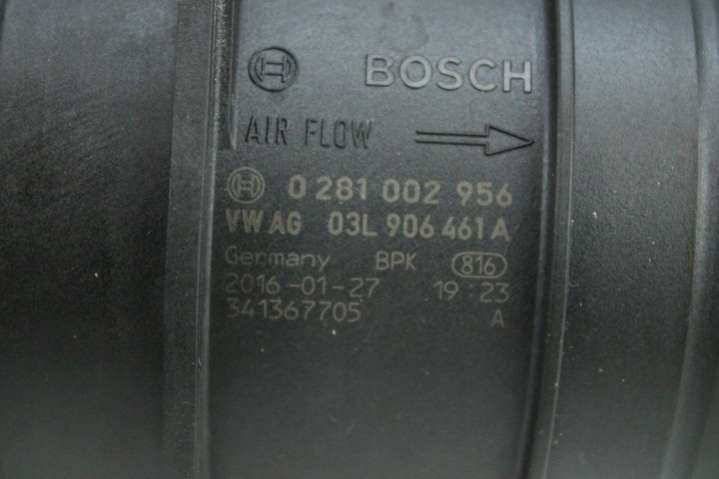 BOSCH
AIR FLOW
0 281 002 956
VW AG 03L 906 461 A
Germany BPK 816
2016-01-27 19:23
341367705 A